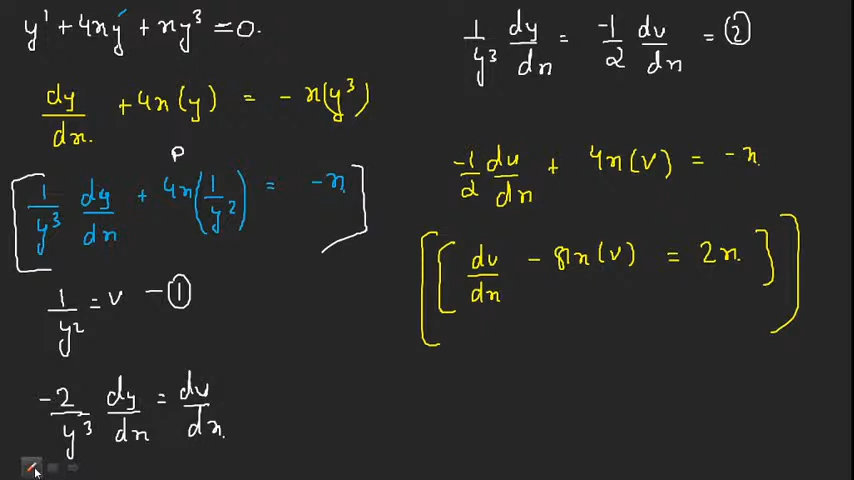 y' + 4xy + xy³ = 0.
dy/dx. + 4x(y) = - x(y³)
P
[ 1/y³ dy/dx + 4x(1/y²) = -x ]
1/y² = v - ①
-2/y³ dy/dx = dv/dx.
1/y³ dy/dx = -1/2 dv/dx = ②
-1/2 dv/dx + 4x(v) = -x.
[[ dv/dx - 8x(v) = 2x. ]]